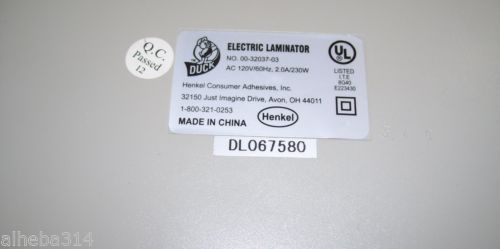 Q.C.
Passed
12
DUCK
ELECTRIC LAMINATOR
NO. 00-32037-03
AC 120V/60Hz, 2.0A/230W
Henkel Consumer Adhesives, Inc.
32150 Just Imagine Drive, Avon, OH 44011
1-800-321-0253
MADE IN CHINA
Henkel
UL
LISTED
I.T.E.
8G40
E223430
DL067580
alheba314